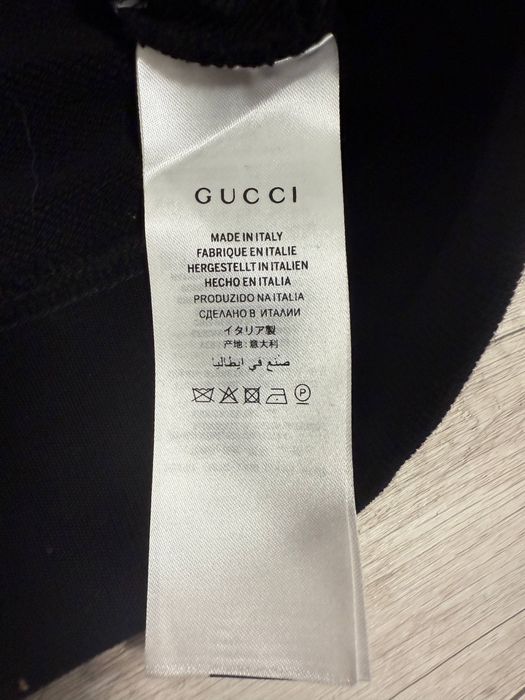 GUCCI
MADE IN ITALY
FABRIQUE EN ITALIE
HERGESTELLT IN ITALIEN
HECHO EN ITALIA
PRODUZIDO NA ITALIA
СДЕЛАНО В ИТАЛИИ
イタリア製
产地: 意大利
صنع في ايطاليا
P